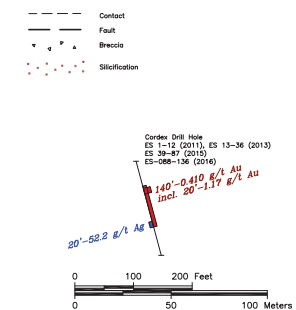 Contact
Fault
Breccia
Silicification
Cordex Drill Hole
ES 1-12 (2011), ES 13-36 (2013)
ES 39-87 (2015)
ES-088-136 (2016)
140'-0.410 g/t Au
incl. 20'-1.17 g/t Au
20'-52.2 g/t Ag
0 100 200 Feet
0 50 100 Meters